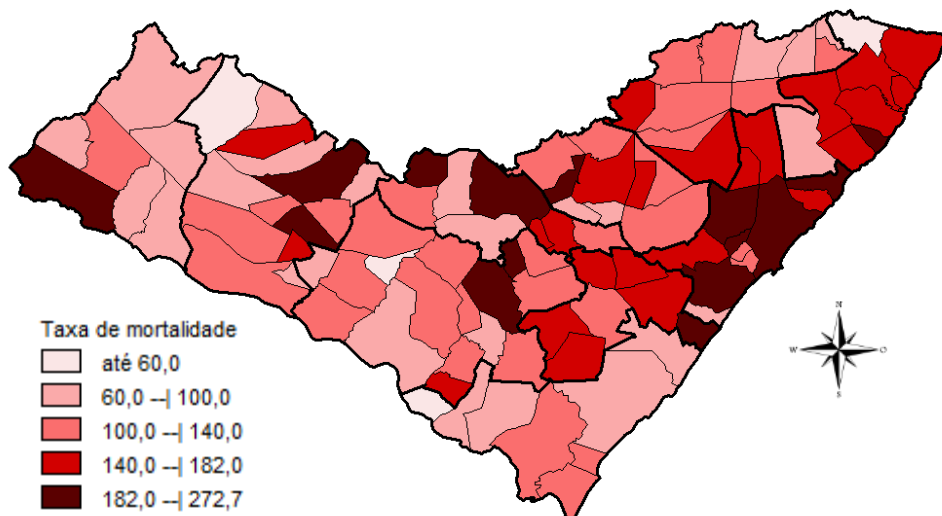 Taxa de mortalidade
até 60,0
60,0 --| 100,0
100,0 --| 140,0
140,0 --| 182,0
182,0 --| 272,7
N
W
O
S